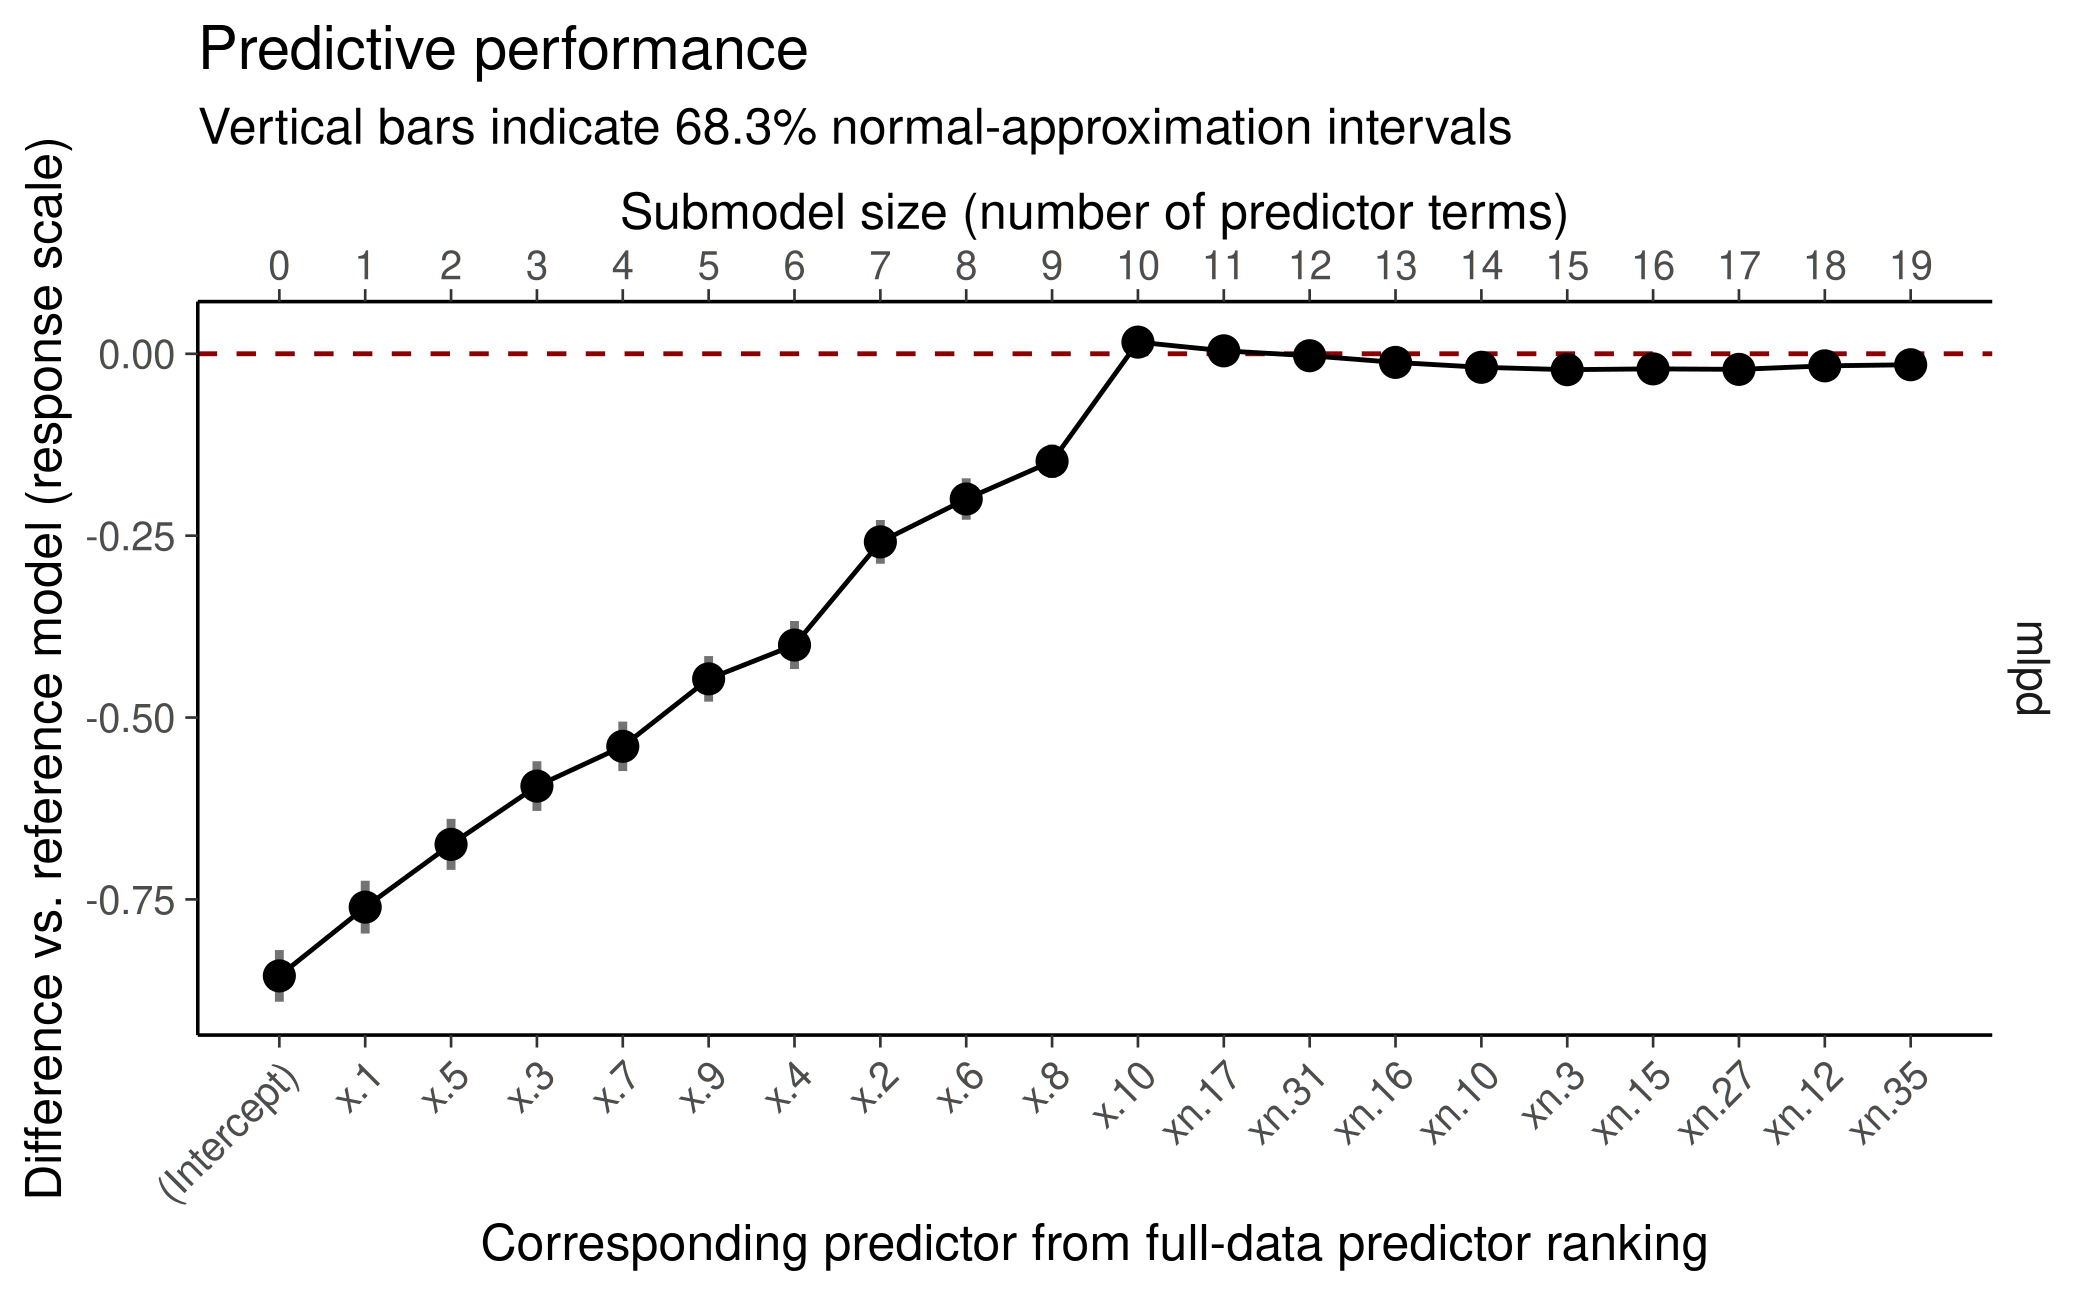 Predictive performance
Vertical bars indicate 68.3% normal-approximation intervals
Submodel size (number of predictor terms)
0 1 2 3 4 5 6 7 8 9 10 11 12 13 14 15 16 17 18 19
Difference vs. reference model (response scale)
0.00
-0.25
-0.50
-0.75
mlpd
(Intercept) x.1 x.5 x.3 x.7 x.9 x.4 x.2 x.6 x.8 x.10 xn.17 xn.31 xn.16 xn.10 xn.3 xn.15 xn.27 xn.12 xn.35
Corresponding predictor from full-data predictor ranking